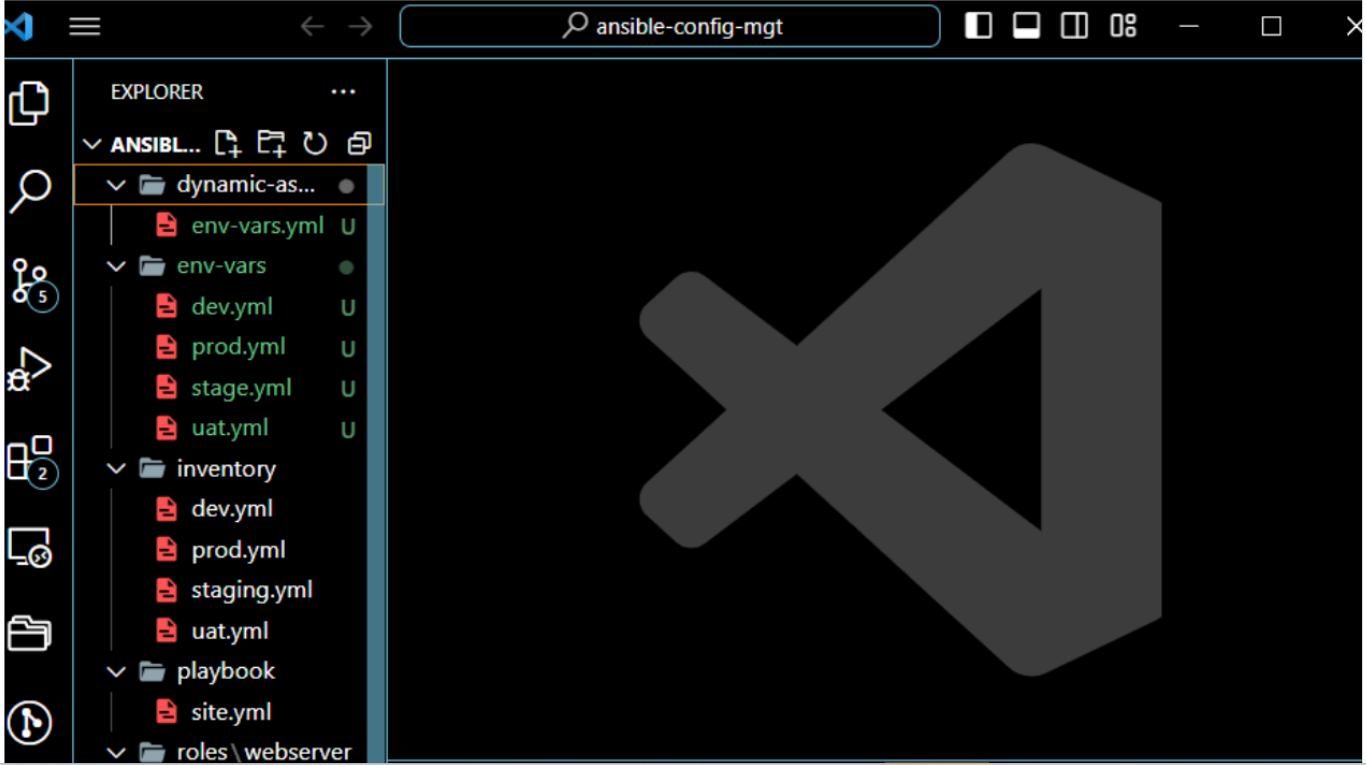 ansible-config-mgt
EXPLORER
ANSIBL...
dynamic-as...
env-vars.yml U
env-vars
5
dev.yml U
prod.yml U
stage.yml U
uat.yml U
2
inventory
dev.yml
prod.yml
staging.yml
uat.yml
playbook
site.yml
roles\webserver